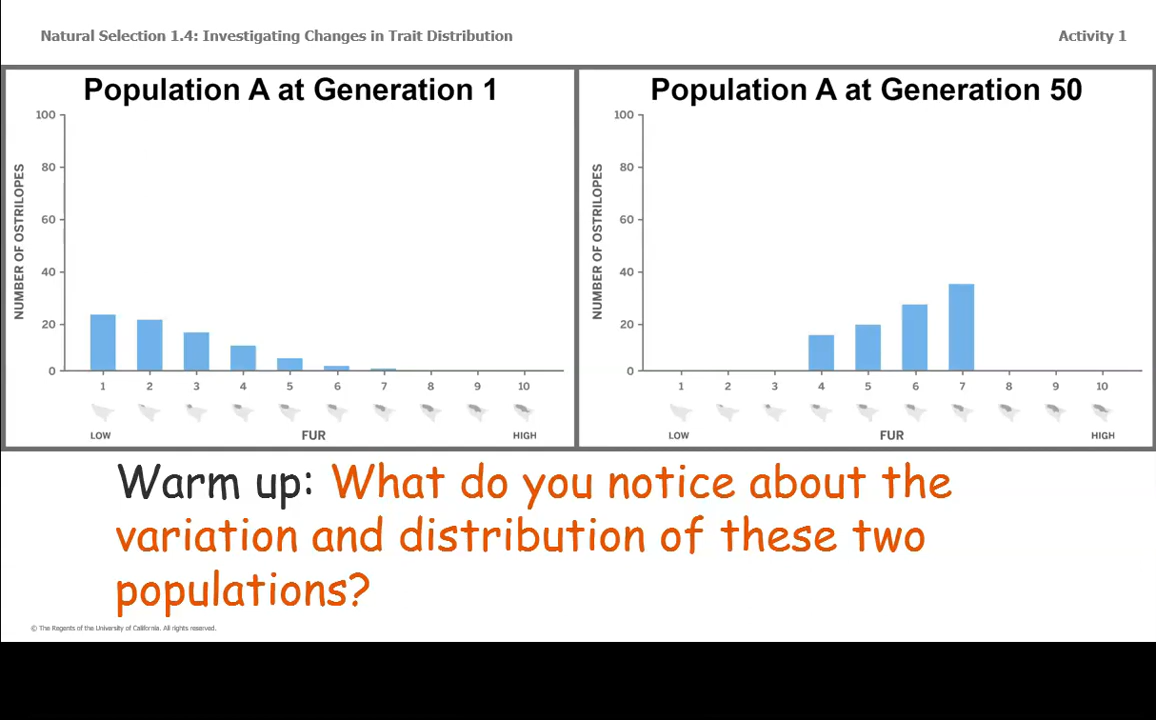 Natural Selection 1.4: Investigating Changes in Trait Distribution
Activity 1
Population A at Generation 1
100
80
60
40
20
0
NUMBER OF OSTRILOPES
1 2 3 4 5 6 7 8 9 10
LOW FUR HIGH
Population A at Generation 50
100
80
60
40
20
0
NUMBER OF OSTRILOPES
1 2 3 4 5 6 7 8 9 10
LOW FUR HIGH
Warm up: What do you notice about the
variation and distribution of these two
populations?
© The Regents of the University of California. All rights reserved.